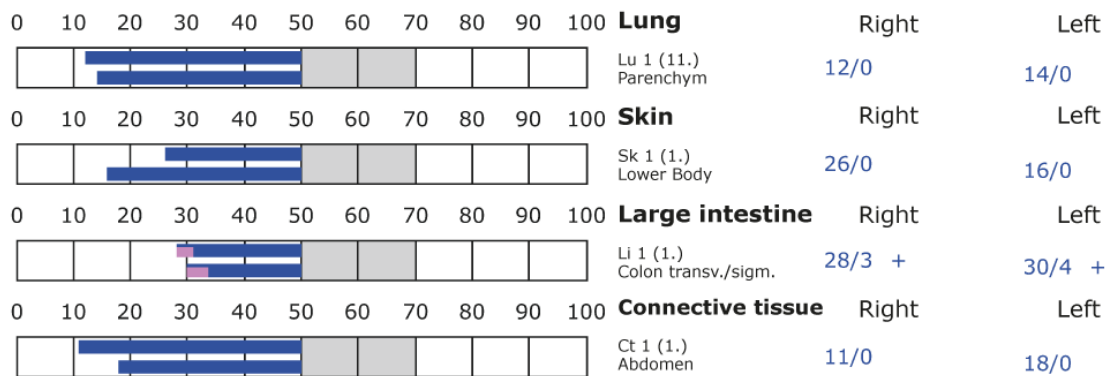 0 10 20 30 40 50 60 70 80 90 100 Lung Right Left
Lu 1 (11.) 12/0 14/0
Parenchym
0 10 20 30 40 50 60 70 80 90 100 Skin Right Left
Sk 1 (1.) 26/0 16/0
Lower Body
0 10 20 30 40 50 60 70 80 90 100 Large intestine Right Left
Li 1 (1.) 28/3 + 30/4 +
Colon transv./sigm.
0 10 20 30 40 50 60 70 80 90 100 Connective tissue Right Left
Ct 1 (1.) 11/0 18/0
Abdomen